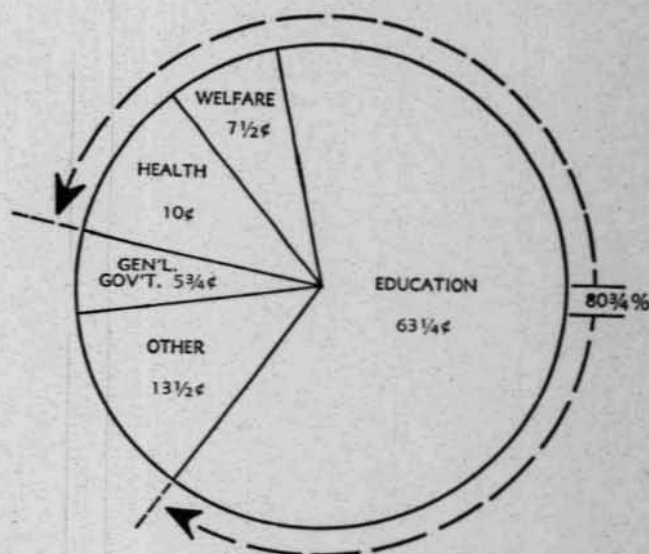 WELFARE
7½¢
HEALTH
10¢
GEN'L.
GOV'T. 5¾¢
OTHER
13½¢
EDUCATION
63¼¢
80¾%